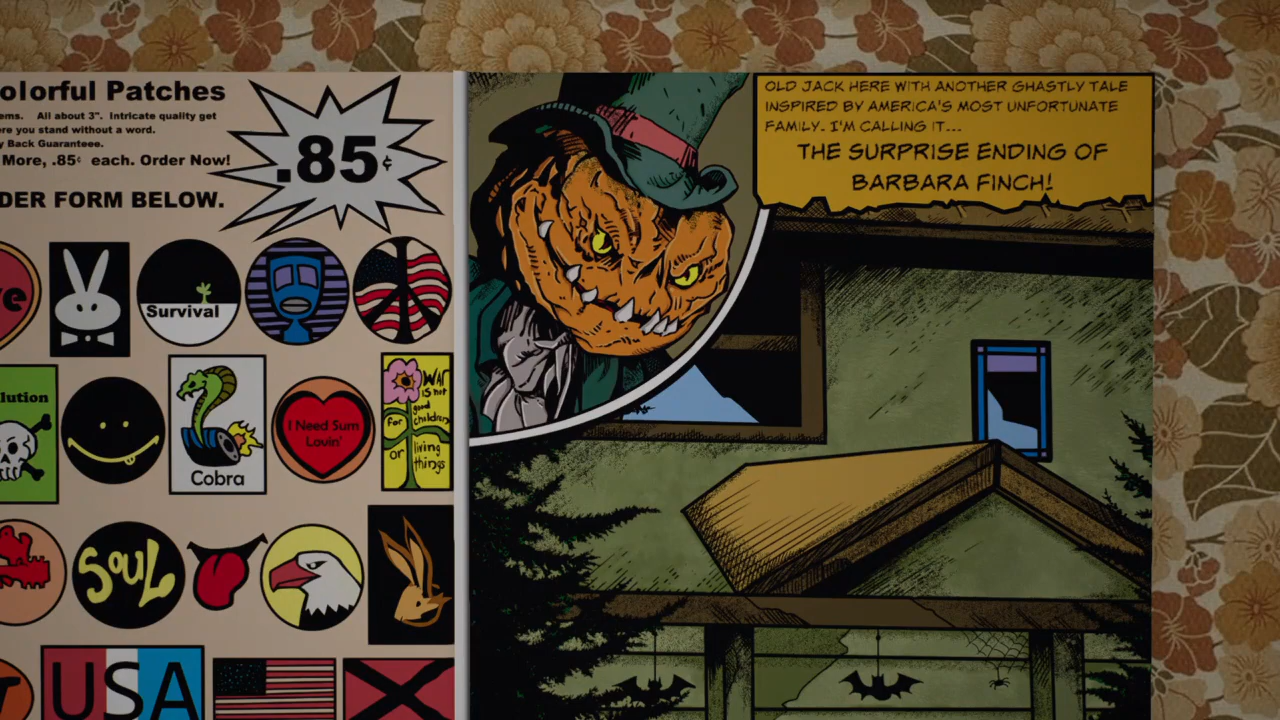 olorful Patches
ems. All about 3". Intricate quality get
ere you stand without a word.
y Back Guaranteee.
More, .85¢ each. Order Now!
DER FORM BELOW.
.85¢
ve
Survival
lution
Cobra
I Need Sum
Lovin'
WAR
is not
good
for children
or living
things
SOUL
USA
OLD JACK HERE WITH ANOTHER GHASTLY TALE
INSPIRED BY AMERICA'S MOST UNFORTUNATE
FAMILY. I'M CALLING IT...
THE SURPRISE ENDING OF
BARBARA FINCH!